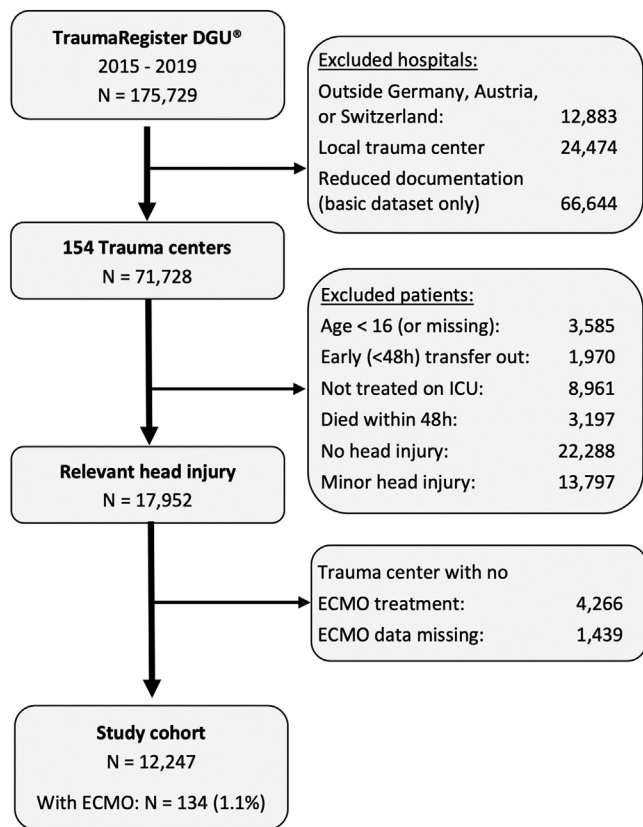 TraumaRegister DGU®
2015 - 2019
N = 175,729
Excluded hospitals:
Outside Germany, Austria,
or Switzerland: 12,883
Local trauma center 24,474
Reduced documentation
(basic dataset only) 66,644
154 Trauma centers
N = 71,728
Excluded patients:
Age < 16 (or missing): 3,585
Early (<48h) transfer out: 1,970
Not treated on ICU: 8,961
Died within 48h: 3,197
No head injury: 22,288
Minor head injury: 13,797
Relevant head injury
N = 17,952
Trauma center with no
ECMO treatment: 4,266
ECMO data missing: 1,439
Study cohort
N = 12,247
With ECMO: N = 134 (1.1%)